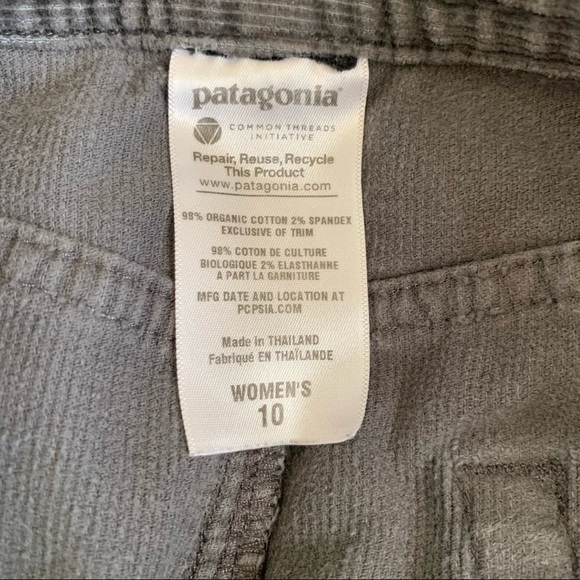 patagonia®
COMMON THREADS
INITIATIVE
Repair, Reuse, Recycle
This Product
www.patagonia.com
98% ORGANIC COTTON 2% SPANDEX
EXCLUSIVE OF TRIM
98% COTON DE CULTURE
BIOLOGIQUE 2% ELASTHANNE
A PART LA GARNITURE
MFG DATE AND LOCATION AT
PCPSIA.COM
Made in THAILAND
Fabriqué EN THAÏLANDE
WOMEN'S
10